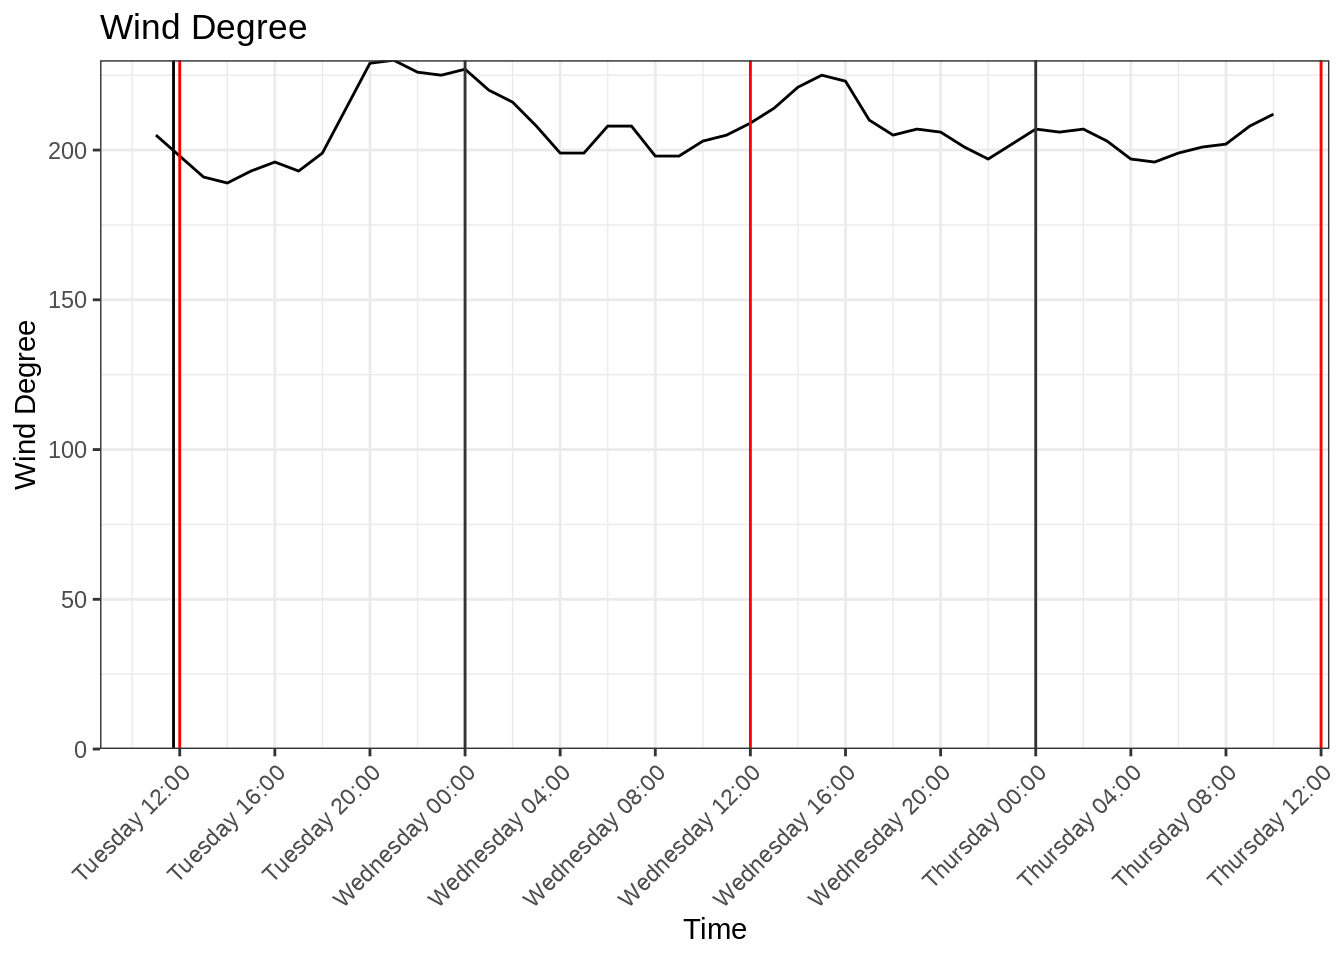 Wind Degree
Wind Degree
200
150
100
50
0
Tuesday 12:00
Tuesday 16:00
Tuesday 20:00
Wednesday 00:00
Wednesday 04:00
Wednesday 08:00
Wednesday 12:00
Wednesday 16:00
Wednesday 20:00
Thursday 00:00
Thursday 04:00
Thursday 08:00
Thursday 12:00
Time